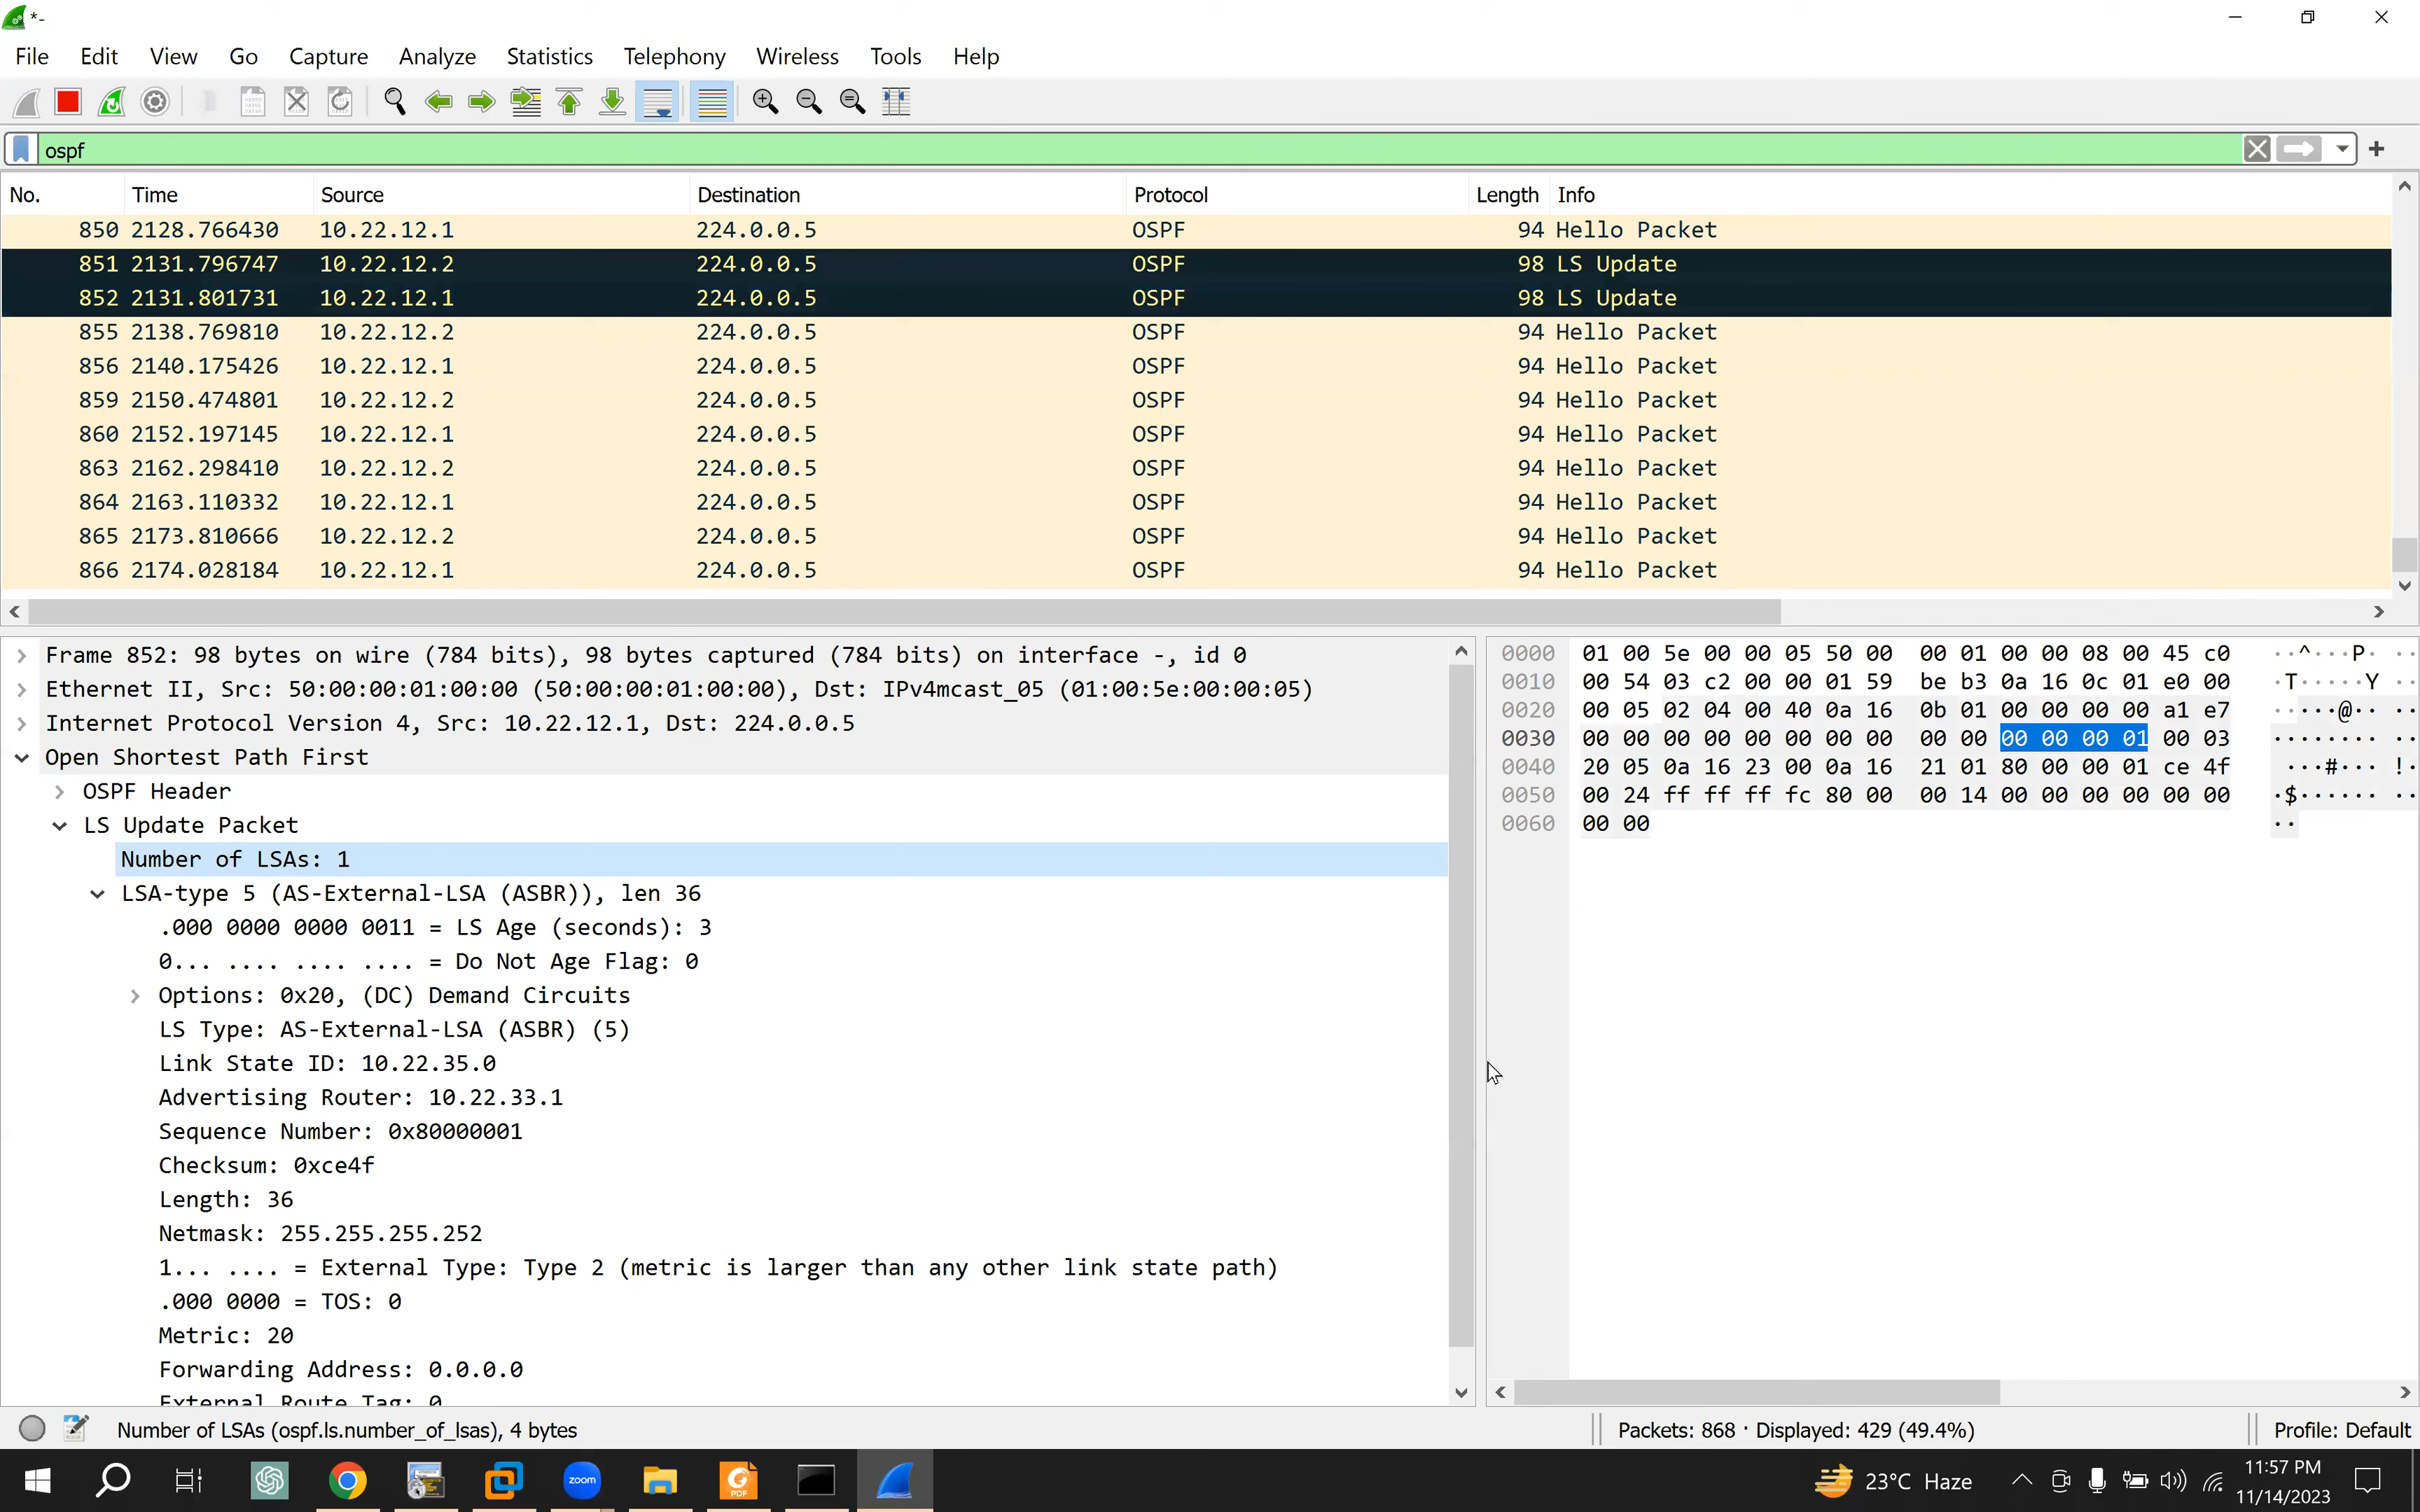 *-
File Edit View Go Capture Analyze Statistics Telephony Wireless Tools Help
ospf
No. Time Source Destination Protocol Length Info
850 2128.766430 10.22.12.1 224.0.0.5 OSPF 94 Hello Packet
851 2131.796747 10.22.12.2 224.0.0.5 OSPF 98 LS Update
852 2131.801731 10.22.12.1 224.0.0.5 OSPF 98 LS Update
855 2138.769810 10.22.12.2 224.0.0.5 OSPF 94 Hello Packet
856 2140.175426 10.22.12.1 224.0.0.5 OSPF 94 Hello Packet
859 2150.474801 10.22.12.2 224.0.0.5 OSPF 94 Hello Packet
860 2152.197145 10.22.12.1 224.0.0.5 OSPF 94 Hello Packet
863 2162.298410 10.22.12.2 224.0.0.5 OSPF 94 Hello Packet
864 2163.110332 10.22.12.1 224.0.0.5 OSPF 94 Hello Packet
865 2173.810666 10.22.12.2 224.0.0.5 OSPF 94 Hello Packet
866 2174.028184 10.22.12.1 224.0.0.5 OSPF 94 Hello Packet
Frame 852: 98 bytes on wire (784 bits), 98 bytes captured (784 bits) on interface -, id 0
Ethernet II, Src: 50:00:00:01:00:00 (50:00:00:01:00:00), Dst: IPv4mcast_05 (01:00:5e:00:00:05)
Internet Protocol Version 4, Src: 10.22.12.1, Dst: 224.0.0.5
Open Shortest Path First
OSPF Header
LS Update Packet
Number of LSAs: 1
LSA-type 5 (AS-External-LSA (ASBR)), len 36
.000 0000 0000 0011 = LS Age (seconds): 3
0... .... .... .... = Do Not Age Flag: 0
Options: 0x20, (DC) Demand Circuits
LS Type: AS-External-LSA (ASBR) (5)
Link State ID: 10.22.35.0
Advertising Router: 10.22.33.1
Sequence Number: 0x80000001
Checksum: 0xce4f
Length: 36
Netmask: 255.255.255.252
1... .... = External Type: Type 2 (metric is larger than any other link state path)
.000 0000 = TOS: 0
Metric: 20
Forwarding Address: 0.0.0.0
External Route Tag: 0
0000 01 00 5e 00 00 05 50 00 00 01 00 00 08 00 45 c0 ··^···P· ··
0010 00 54 03 c2 00 00 01 59 be b3 0a 16 0c 01 e0 00 ·T·····Y ··
0020 00 05 02 04 00 40 0a 16 0b 01 00 00 00 00 a1 e7 ·····@·· ··
0030 00 00 00 00 00 00 00 00 00 00 00 00 00 01 00 03 ········ ··
0040 20 05 0a 16 23 00 0a 16 21 01 80 00 00 01 ce 4f ···#··· !·
0050 00 24 ff ff ff fc 80 00 00 14 00 00 00 00 00 00 ·$······ ··
0060 00 00 ··
Number of LSAs (ospf.ls.number_of_lsas), 4 bytes
Packets: 868 · Displayed: 429 (49.4%)
Profile: Default
zoom
PDF
23°C Haze
11:57 PM
11/14/2023